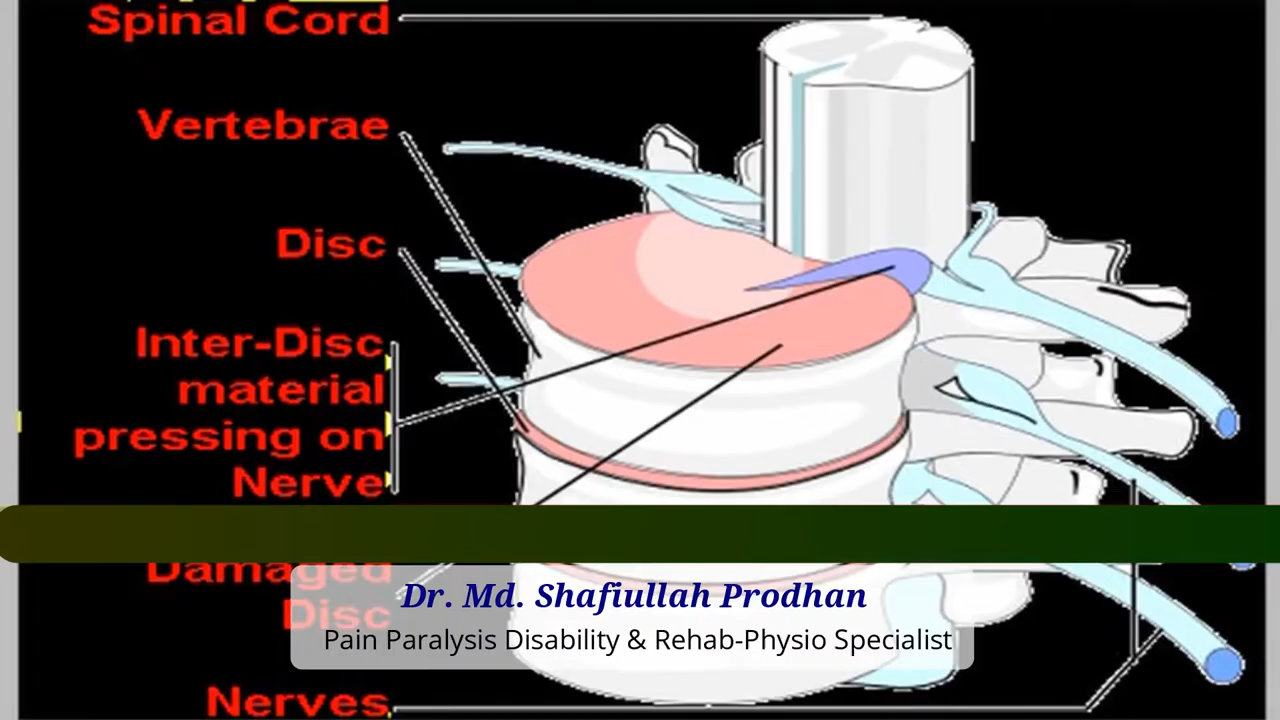 Spinal Cord
Vertebrae
Disc
Inter-Disc
material
pressing on
Nerve
Damaged
Disc
Dr. Md. Shafiullah Prodhan
Pain Paralysis Disability & Rehab-Physio Specialist
Nerves